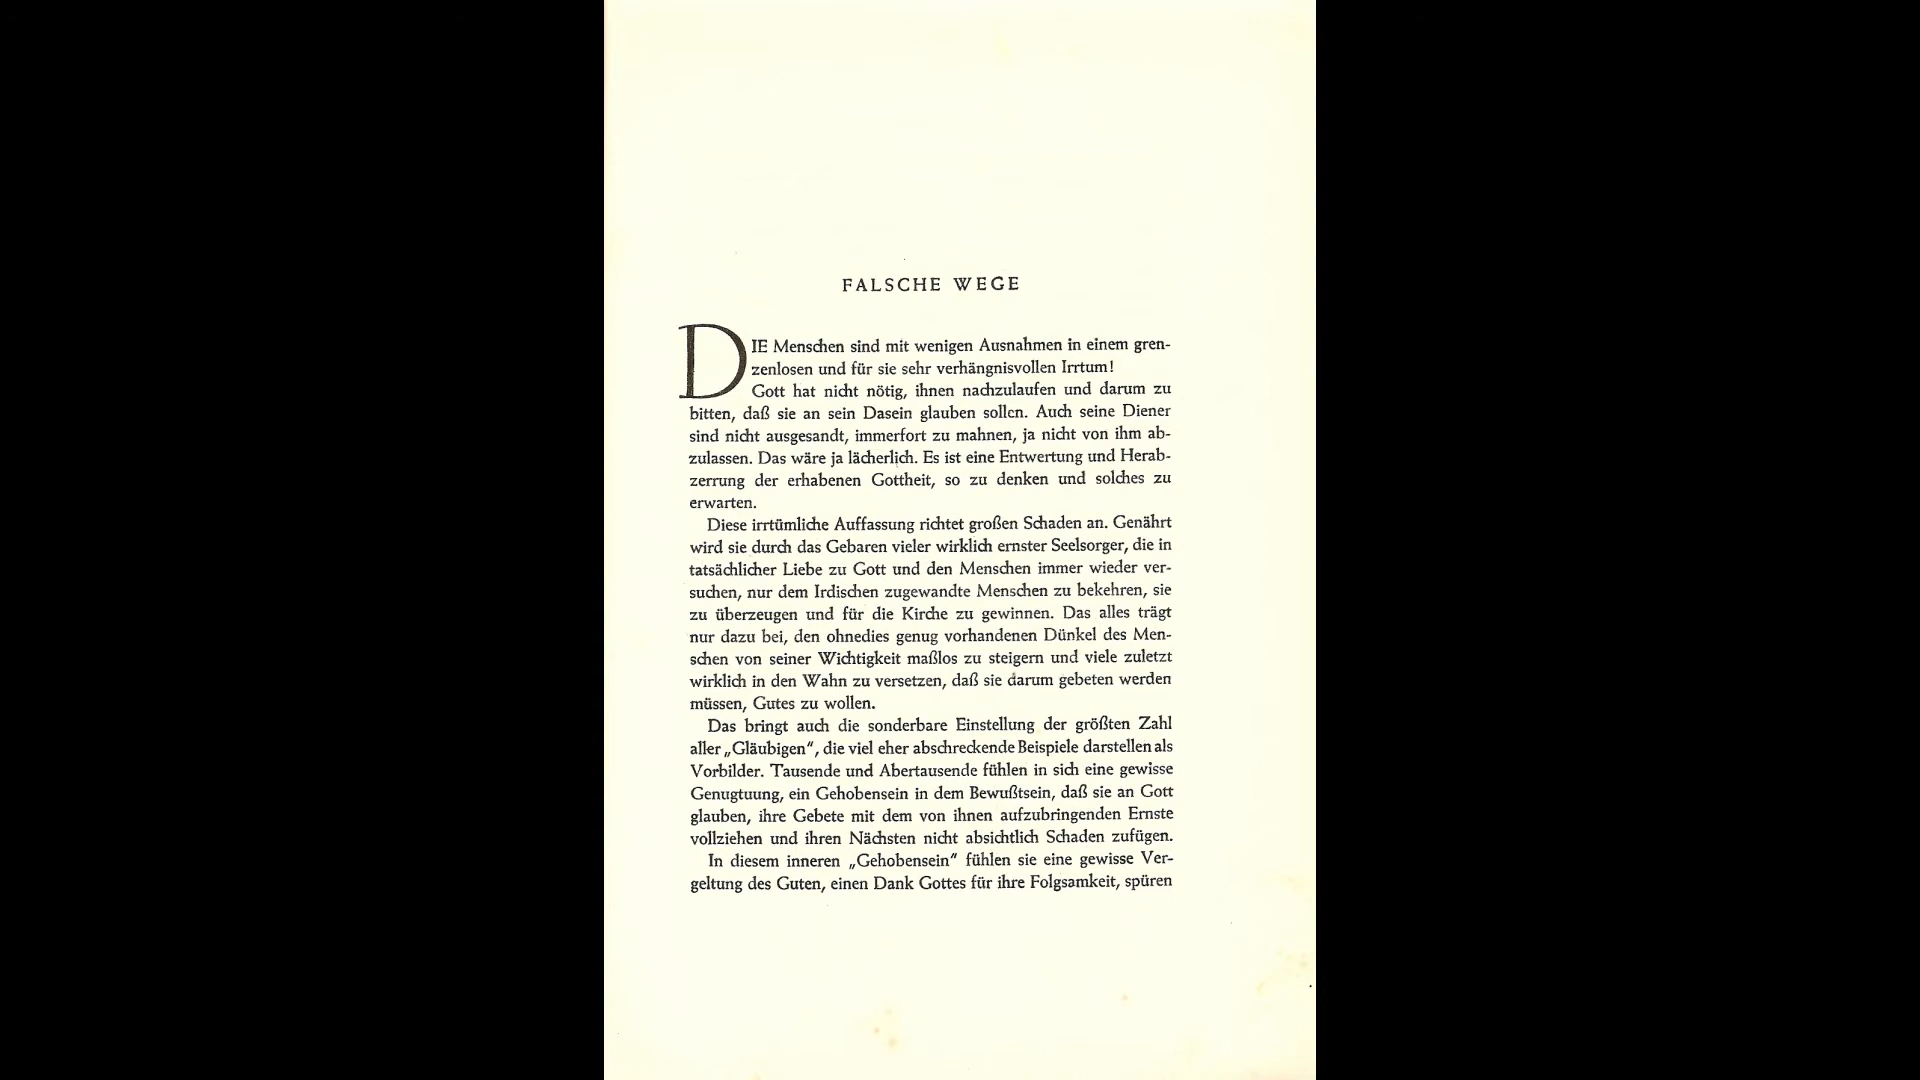 FALSCHE WEGE
DIE Menschen sind mit wenigen Ausnahmen in einem gren-
zenlosen und für sie sehr verhängnisvollen Irrtum!
Gott hat nicht nötig, ihnen nachzulaufen und darum zu
bitten, daß sie an sein Dasein glauben sollen. Auch seine Diener
sind nicht ausgesandt, immerfort zu mahnen, ja nicht von ihm ab-
zulassen. Das wäre ja lächerlich. Es ist eine Entwertung und Herab-
zerrung der erhabenen Gottheit, so zu denken und solches zu
erwarten.
Diese irrtümliche Auffassung richtet großen Schaden an. Genährt
wird sie durch das Gebaren vieler wirklich ernster Seelsorger, die in
tatsächlicher Liebe zu Gott und den Menschen immer wieder ver-
suchen, nur dem Irdischen zugewandte Menschen zu bekehren, sie
zu überzeugen und für die Kirche zu gewinnen. Das alles trägt
nur dazu bei, den ohnedies genug vorhandenen Dünkel des Men-
schen von seiner Wichtigkeit maßlos zu steigern und viele zuletzt
wirklich in den Wahn zu versetzen, daß sie darum gebeten werden
müssen, Gutes zu wollen.
Das bringt auch die sonderbare Einstellung der größten Zahl
aller „Gläubigen“, die viel eher abschreckende Beispiele darstellen als
Vorbilder. Tausende und Abertausende fühlen in sich eine gewisse
Genugtuung, ein Gehobensein in dem Bewußtsein, daß sie an Gott
glauben, ihre Gebete mit dem von ihnen aufzubringenden Ernste
vollziehen und ihren Nächsten nicht absichtlich Schaden zufügen.
In diesem inneren „Gehobensein“ fühlen sie eine gewisse Ver-
geltung des Guten, einen Dank Gottes für ihre Folgsamkeit, spüren